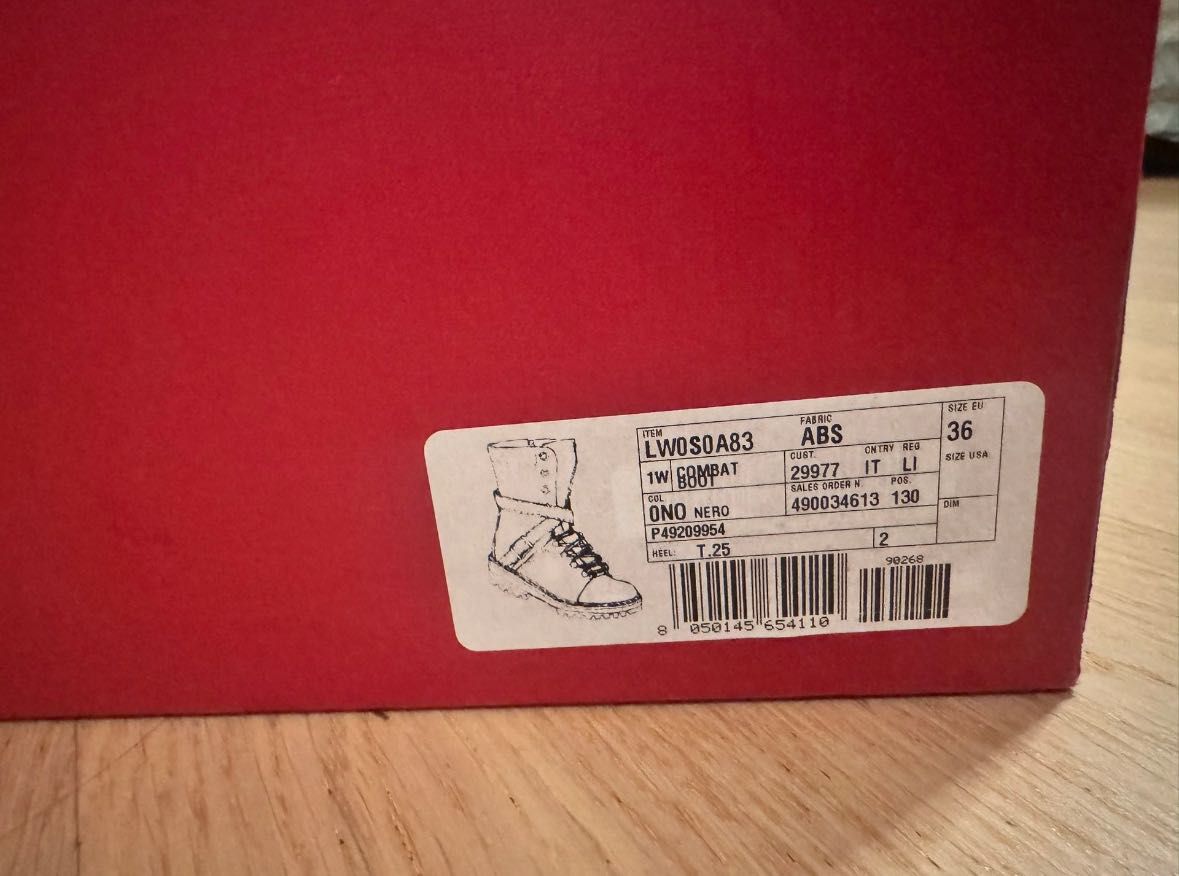 ITEM
LW0S0A83
FABRIC
ABS
SIZE EU
36
1W COMBAT
BOOT
CUST.
29977
CNTRY
IT
REG
LI
SIZE USA
COL
0NO NERO
SALES ORDER N.
490034613
POS.
130
DIM
P49209954
HEEL: T.25
2
8 050145 654110
90268